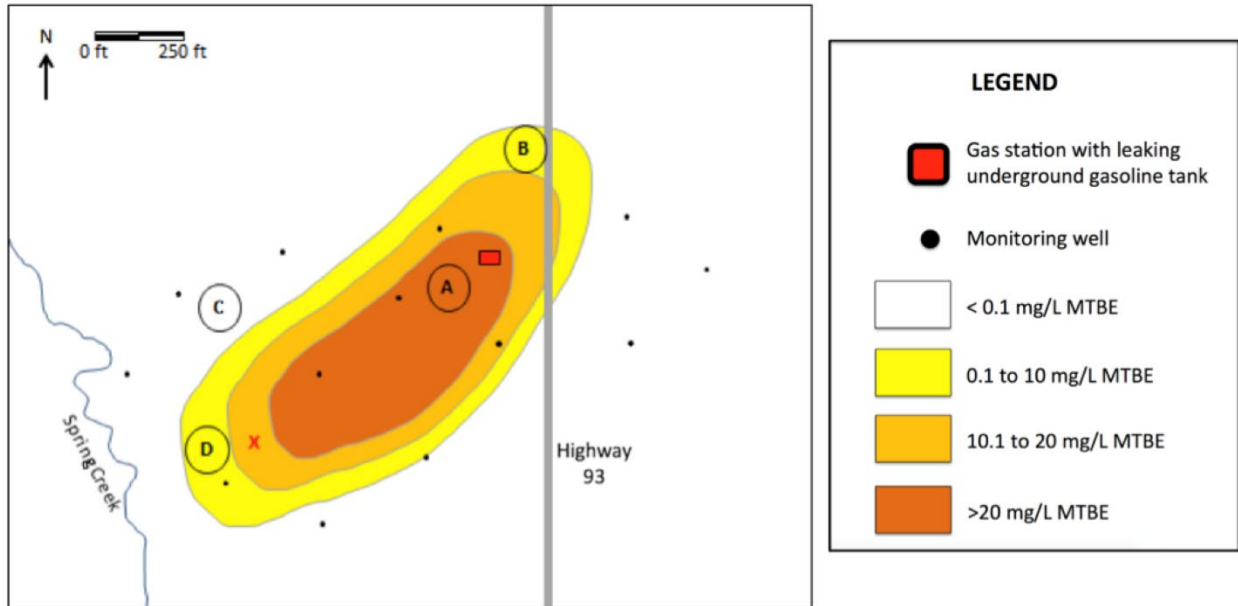 N
0 ft 250 ft
B
A
C
D
X
Spring Creek
Highway
93
LEGEND
Gas station with leaking
underground gasoline tank
Monitoring well
< 0.1 mg/L MTBE
0.1 to 10 mg/L MTBE
10.1 to 20 mg/L MTBE
>20 mg/L MTBE